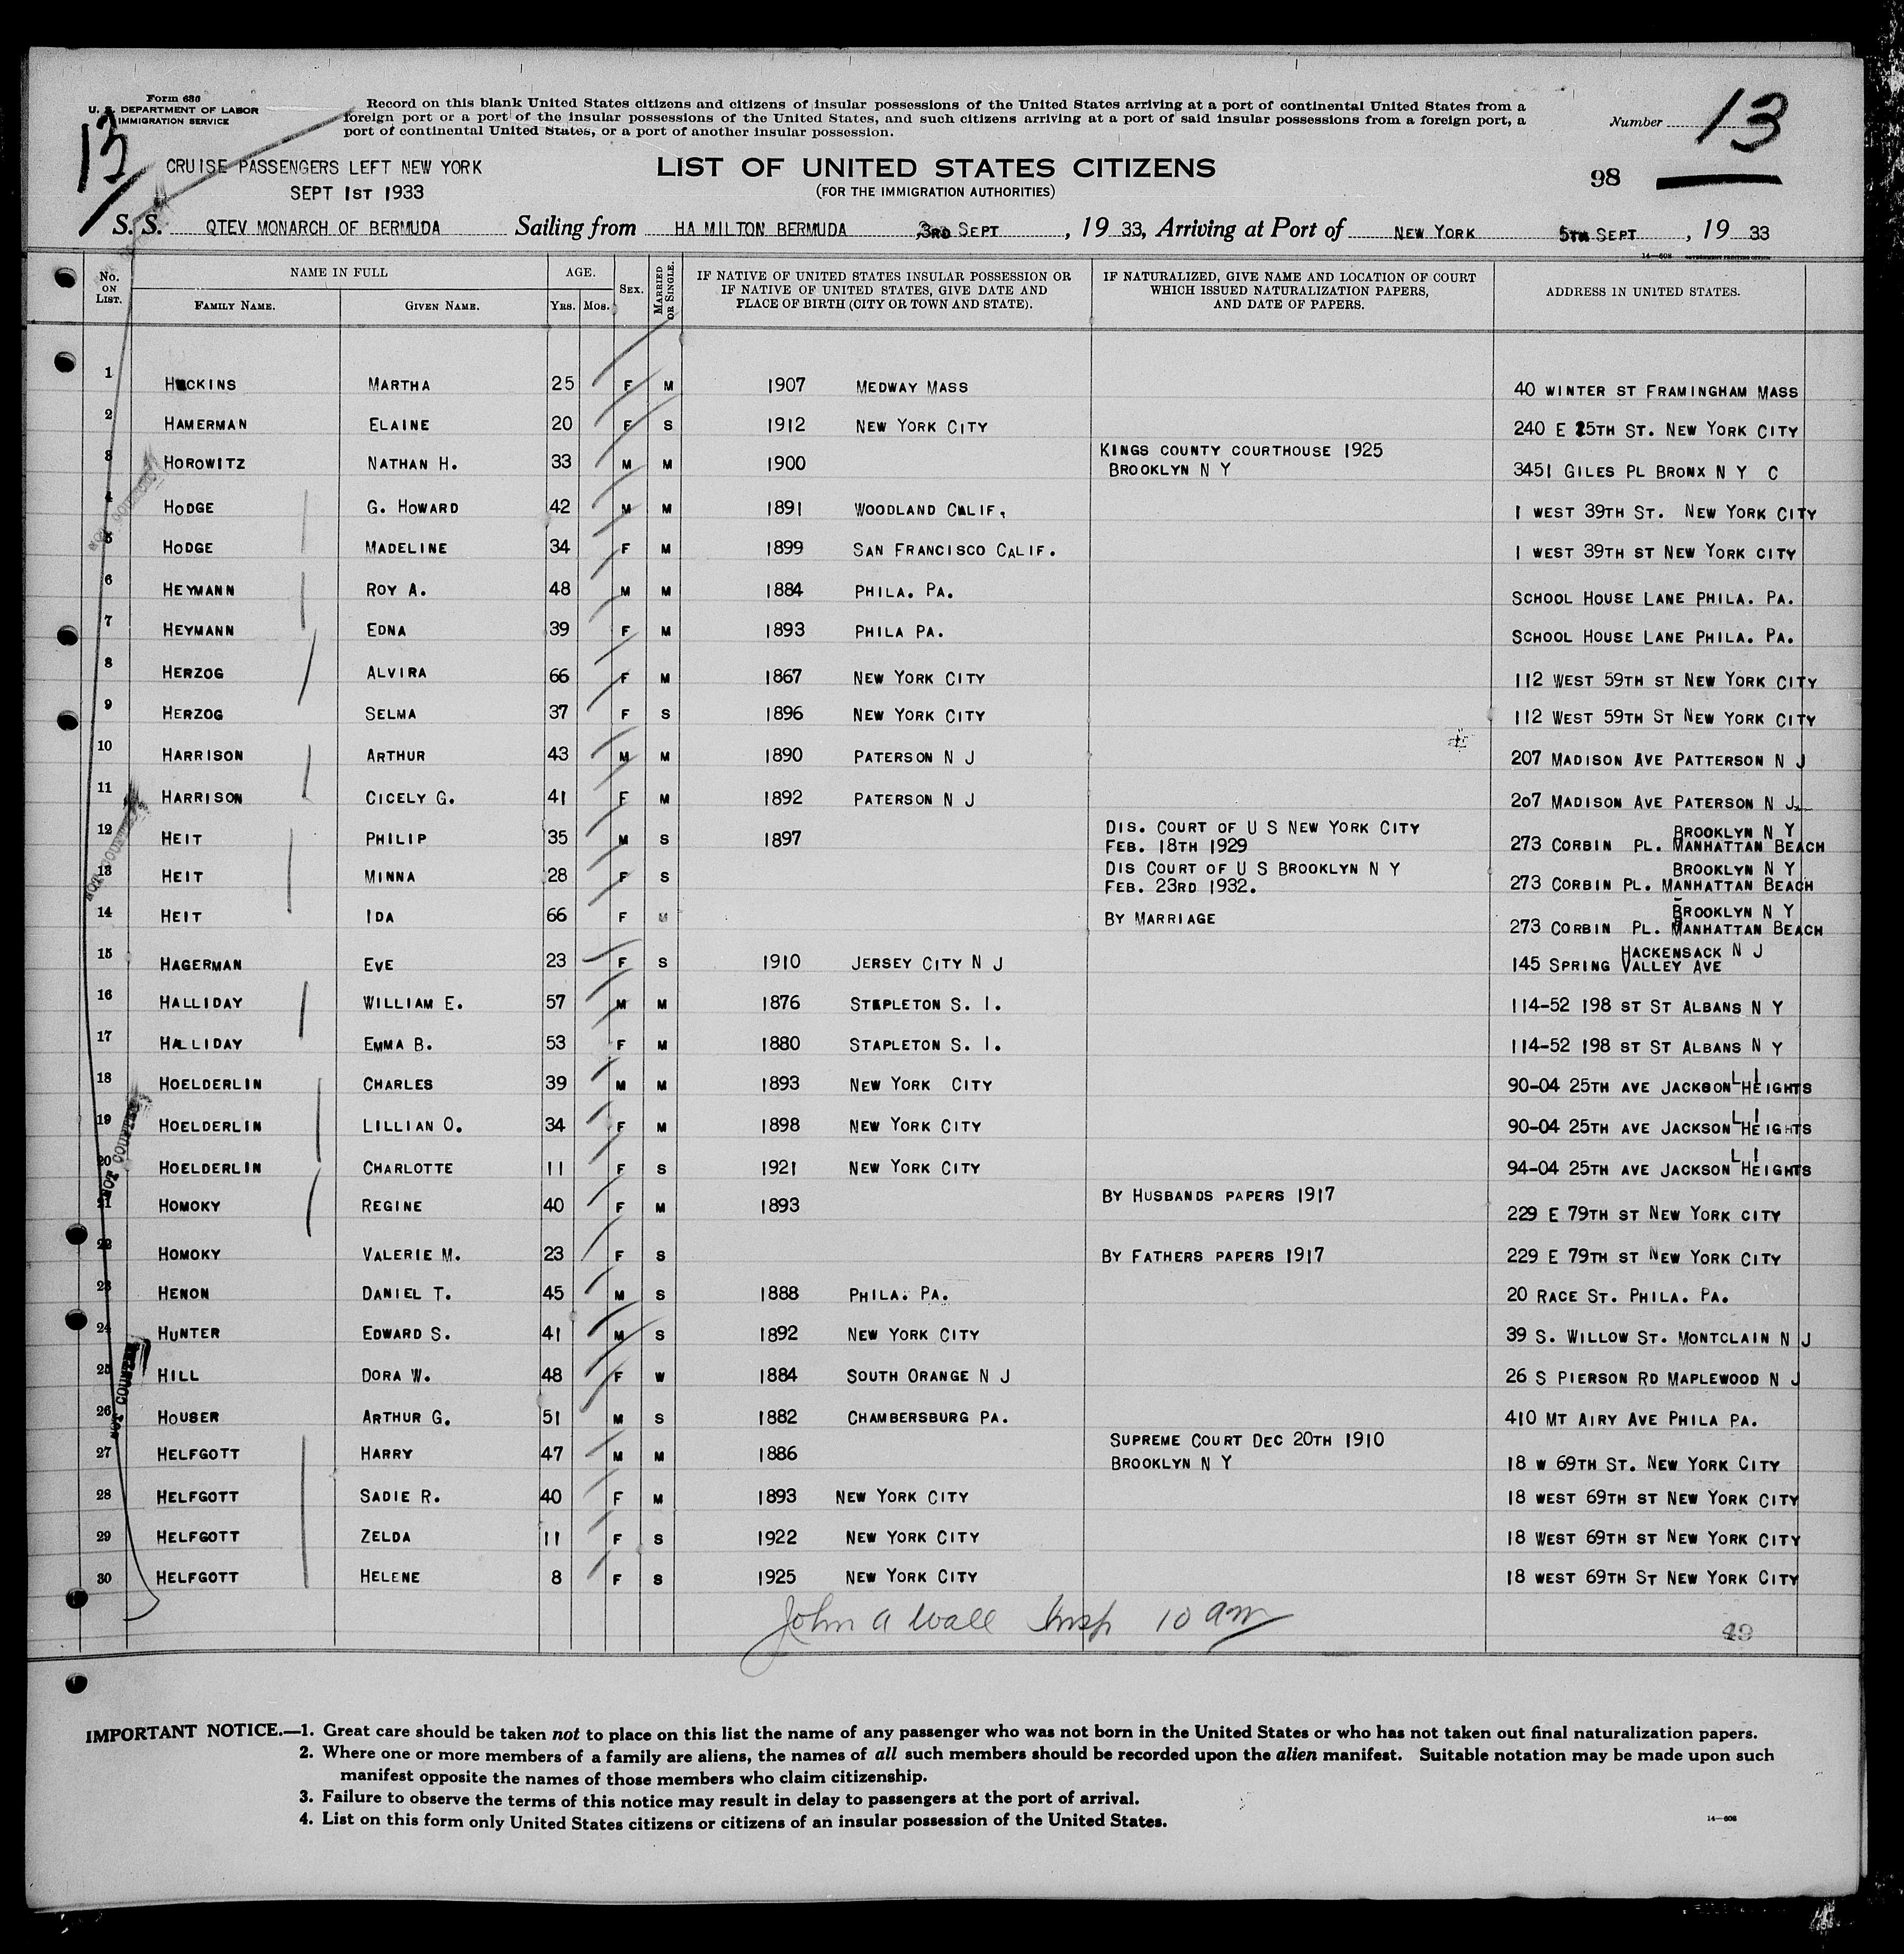 Form 630
U. S. DEPARTMENT OF LABOR
IMMIGRATION SERVICE
Record on this blank United States citizens and citizens of insular possessions of the United States arriving at a port of continental United States from a
foreign port or a port of the insular possessions of the United States, and such citizens arriving at a port of said insular possessions from a foreign port, a
port of continental United States, or a port of another insular possession.
Number 13
13
CRUISE PASSENGERS LEFT NEW YORK
SEPT 1ST 1933
LIST OF UNITED STATES CITIZENS
(FOR THE IMMIGRATION AUTHORITIES)
98
S. S. QTEV MONARCH OF BERMUDA Sailing from HAMILTON BERMUDA 3RD SEPT, 19 33, Arriving at Port of NEW YORK 5TH SEPT, 19 33
14—608 GOVERNMENT PRINTING OFFICE
No. ON LIST. NAME IN FULL FAMILY NAME. GIVEN NAME. AGE. YRS. MOS. SEX. MARRIED OR SINGLE. IF NATIVE OF UNITED STATES INSULAR POSSESSION OR IF NATIVE OF UNITED STATES, GIVE DATE AND PLACE OF BIRTH (CITY OR TOWN AND STATE). IF NATURALIZED, GIVE NAME AND LOCATION OF COURT WHICH ISSUED NATURALIZATION PAPERS, AND DATE OF PAPERS. ADDRESS IN UNITED STATES.
1 MARTHA 25 F M 1907 MEDWAY MASS 40 WINTER ST FRAMINGHAM MASS
2 HAMERMAN ELAINE 20 F S 1912 NEW YORK CITY 240 E ST. NEW YORK CITY
3 HOROWITZ NATHAN H. 33 M M 1900 KINGS COUNTY COURTHOUSE 1925 BROOKLYN N Y 3451 GILES PL BRONX N Y C
4 HODGE G. HOWARD 42 M M 1891 WOODLAND CALIF. 1 WEST 39TH ST. NEW YORK CITY
5 HODGE MADELINE 34 F M 1899 SAN FRANCISCO CALIF. 1 WEST 39TH ST NEW YORK CITY
6 HEYMANN ROY A. 48 M M 1884 PHILA. PA. SCHOOL HOUSE LANE PHILA. PA.
7 HEYMANN EDNA 39 F M 1893 PHILA PA. SCHOOL HOUSE LANE PHILA. PA.
8 HERZOG ALVIRA 66 F M 1867 NEW YORK CITY 112 WEST 59TH ST NEW YORK CITY
9 HERZOG SELMA 37 F S 1896 NEW YORK CITY 112 WEST 59TH ST NEW YORK CITY
10 HARRISON ARTHUR 43 M M 1890 PATERSON N J 207 MADISON AVE PATTERSON N J
11 HARRISON CICELY G. 41 F M 1892 PATERSON N J 207 MADISON AVE PATERSON N J.
12 HEIT PHILIP 35 M S 1897 DIS. COURT OF U S NEW YORK CITY FEB. 18TH 1929 273 CORBIN PL. MANHATTAN BEACH BROOKLYN N Y
13 HEIT MINNA 28 F S DIS COURT OF U S BROOKLYN N Y FEB. 23RD 1932. 273 CORBIN PL. MANHATTAN BEACH BROOKLYN N Y
14 HEIT IDA 66 F M BY MARRIAGE 273 CORBIN PL. MANHATTAN BEACH BROOKLYN N Y
15 HAGERMAN EVE 23 F S 1910 JERSEY CITY N J 145 SPRING VALLEY AVE HACKENSACK N J
16 HALLIDAY WILLIAM E. 57 M M 1876 STAPLETON S. I. 114-52 198 ST ST ALBANS N Y
17 HALLIDAY EMMA B. 53 F M 1880 STAPLETON S. I. 114-52 198 ST ST ALBANS N Y
18 HOELDERLIN CHARLES 39 M M 1893 NEW YORK CITY 90-04 25TH AVE JACKSON HEIGHTS L I
19 HOELDERLIN LILLIAN O. 34 F M 1898 NEW YORK CITY 90-04 25TH AVE JACKSON HEIGHTS L I
20 HOELDERLIN CHARLOTTE 11 F S 1921 NEW YORK CITY 94-04 25TH AVE JACKSON HEIGHTS L I
21 HOMOKY REGINE 40 F M 1893 BY HUSBANDS PAPERS 1917 229 E 79TH ST NEW YORK CITY
22 HOMOKY VALERIE M. 23 F S BY FATHERS PAPERS 1917 229 E 79TH ST NEW YORK CITY
23 HENON DANIEL T. 45 M S 1888 PHILA. PA. 20 RACE ST. PHILA. PA.
24 HUNTER EDWARD S. 41 M S 1892 NEW YORK CITY 39 S. WILLOW ST. MONTCLAIN N J
25 HILL DORA W. 48 F W 1884 SOUTH ORANGE N J 26 S PIERSON RD MAPLEWOOD N J
26 HOUSER ARTHUR G. 51 M S 1882 CHAMBERSBURG PA. 410 MT AIRY AVE PHILA PA.
27 HELFGOTT HARRY 47 M M 1886 SUPREME COURT DEC 20TH 1910 BROOKLYN N Y 18 W 69TH ST. NEW YORK CITY
28 HELFGOTT SADIE R. 40 F M 1893 NEW YORK CITY 18 WEST 69TH ST NEW YORK CITY
29 HELFGOTT ZELDA 11 F S 1922 NEW YORK CITY 18 WEST 69TH ST NEW YORK CITY
30 HELFGOTT HELENE 8 F S 1925 NEW YORK CITY 18 WEST 69TH ST NEW YORK CITY
NOT COUNTED
NOT COUNTED
NOT COUNTED
NOT COUNTED
John A Wall Insp 10 am
49
IMPORTANT NOTICE.—1. Great care should be taken not to place on this list the name of any passenger who was not born in the United States or who has not taken out final naturalization papers.
2. Where one or more members of a family are aliens, the names of all such members should be recorded upon the alien manifest. Suitable notation may be made upon such
manifest opposite the names of those members who claim citizenship.
3. Failure to observe the terms of this notice may result in delay to passengers at the port of arrival.
4. List on this form only United States citizens or citizens of an insular possession of the United States.
14—608